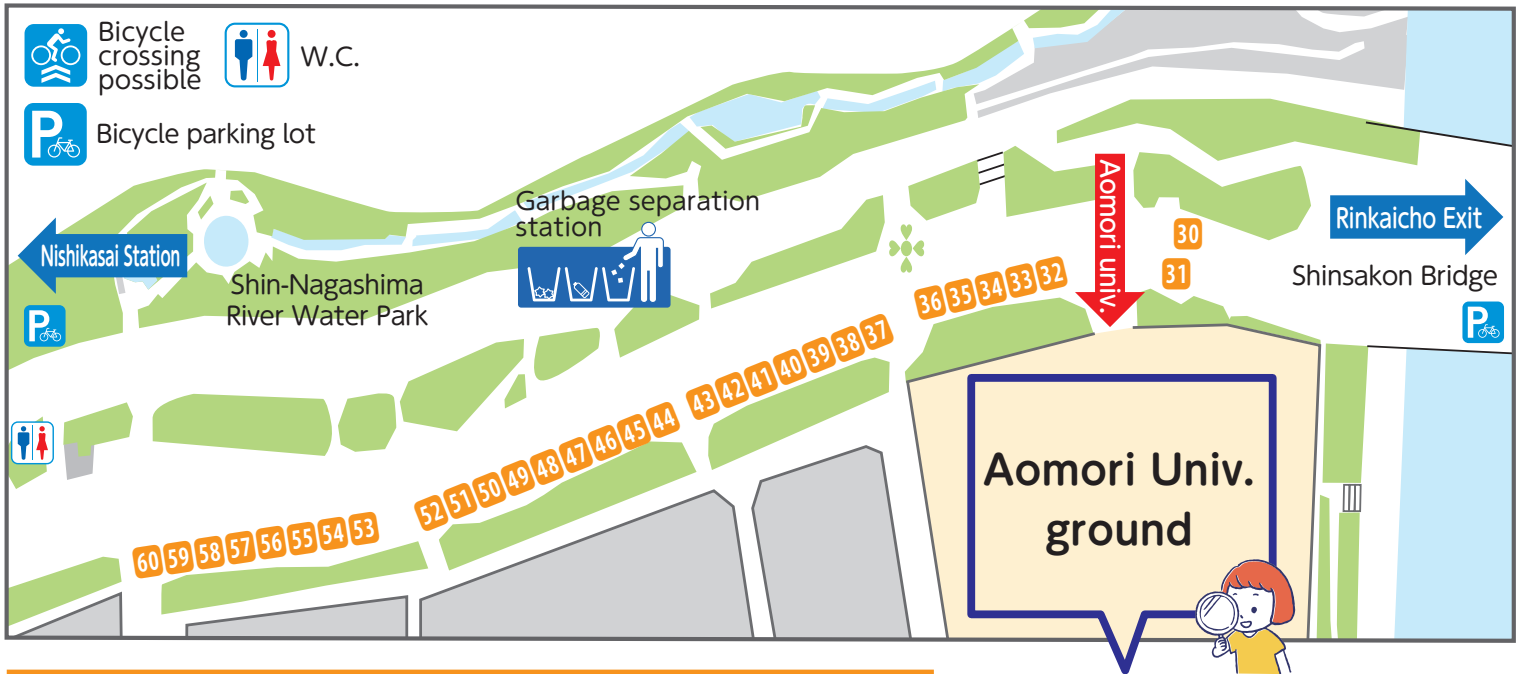 Bicycle
crossing
possible
W.C.
P
Bicycle parking lot
Garbage separation
station
Aomori univ.
Nishikasai Station
Rinkaicho Exit
Shin-Nagashima
River Water Park
Shinsakon Bridge
P
P
30
31
36 35 34 33 32
43 42 41 40 39 38 37
52 51 50 49 48 47 46 45 44
60 59 58 57 56 55 54 53
Aomori Univ.
ground